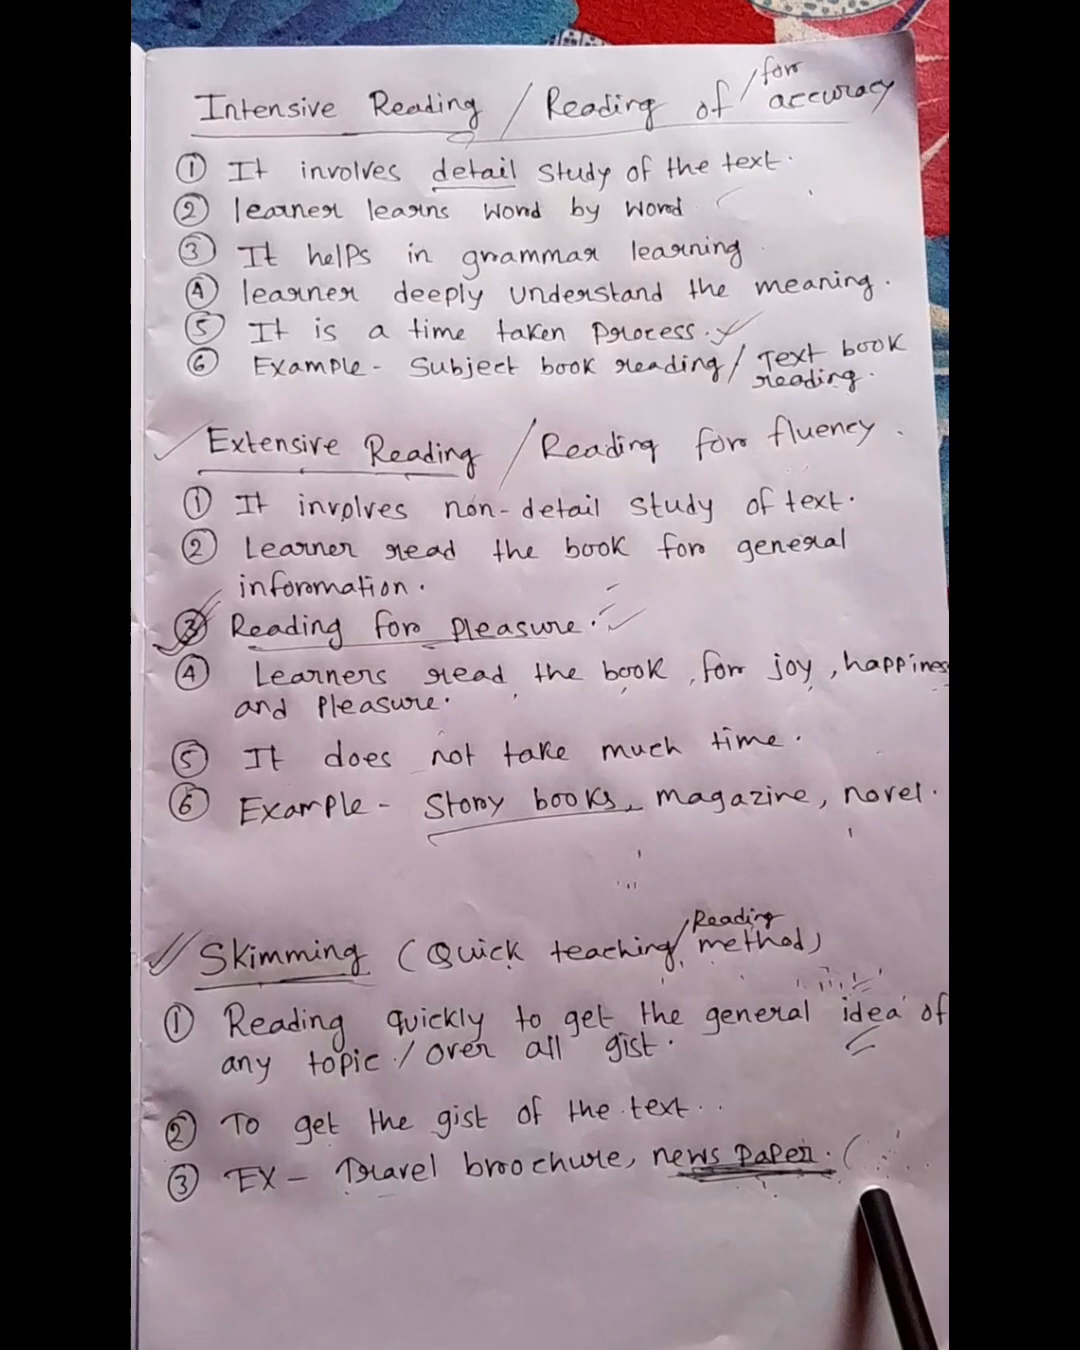 Intensive Reading / Reading of / for accuracy
① It involves detail study of the text.
② learner learns word by word
③ It helps in grammar learning
④ learner deeply understand the meaning.
⑤ It is a time taken process.
⑥ Example - Subject book reading / Text book reading.
Extensive Reading / Reading for fluency.
① It involves non-detail study of text.
② Learner read the book for general
information.
③ Reading for pleasure.
④ Learners read the book, for joy, happines
and pleasure.
⑤ It does not take much time.
⑥ Example - Story books, magazine, novel.
Skimming (Quick teaching / Reading method)
① Reading quickly to get the general idea of
any topic / over all gist.
② To get the gist of the text..
③ EX - Travel brochure, news paper. (